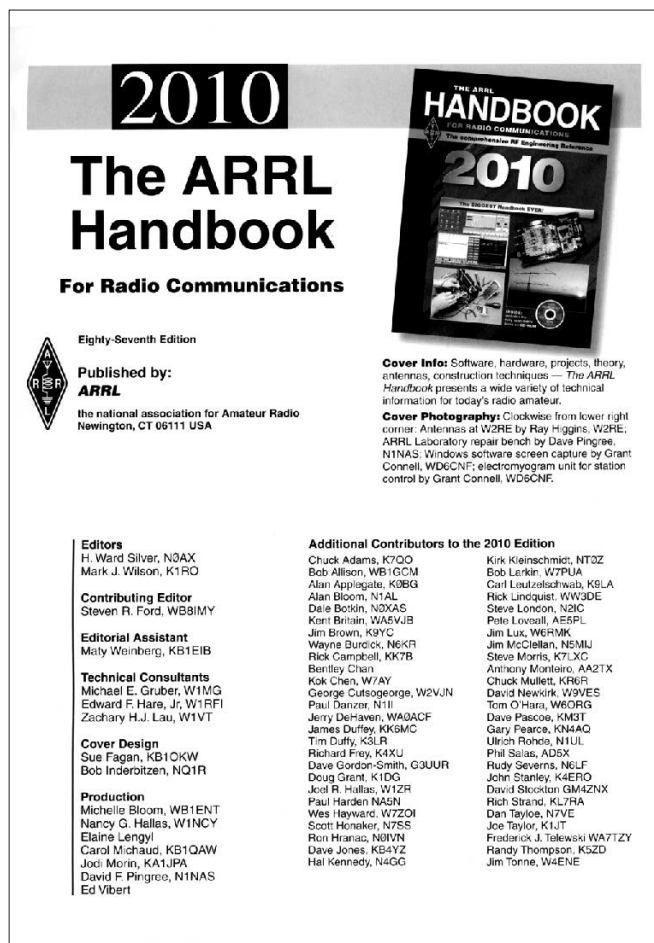 2010
The ARRL
Handbook
For Radio Communications
THE ARRL
HANDBOOK
FOR RADIO COMMUNICATIONS
The comprehensive RF Engineering Reference
2010
The BIGGEST Handbook EVER!
INSIDE:
Eighty-Seventh Edition
A
R R
L
Published by:
ARRL
the national association for Amateur Radio
Newington, CT 06111 USA
Cover Info: Software, hardware, projects, theory,
antennas, construction techniques — The ARRL
Handbook presents a wide variety of technical
information for today's radio amateur.
Cover Photography: Clockwise from lower right
corner: Antennas at W2RE by Ray Higgins, W2RE;
ARRL Laboratory repair bench by Dave Pingree,
N1NAS; Windows software screen capture by Grant
Connell, WD6CNF; electromyogram unit for station
control by Grant Connell, WD6CNF.
Editors
H. Ward Silver, NØAX
Mark J. Wilson, K1RO
Contributing Editor
Steven R. Ford, WB8IMY
Editorial Assistant
Maty Weinberg, KB1EIB
Technical Consultants
Michael E. Gruber, W1MG
Edward F. Hare, Jr, W1RFI
Zachary H.J. Lau, W1VT
Cover Design
Sue Fagan, KB1OKW
Bob Inderbitzen, NQ1R
Production
Michelle Bloom, WB1ENT
Nancy G. Hallas, W1NCY
Elaine Lengyl
Carol Michaud, KB1QAW
Jodi Morin, KA1JPA
David F. Pingree, N1NAS
Ed Vibert
Additional Contributors to the 2010 Edition
Chuck Adams, K7QO
Bob Allison, WB1GCM
Alan Applegate, KØBG
Alan Bloom, N1AL
Dale Botkin, NØXAS
Kent Britain, WA5VJB
Jim Brown, K9YC
Wayne Burdick, N6KR
Rick Campbell, KK7B
Bentley Chan
Kok Chen, W7AY
George Cutsogeorge, W2VJN
Paul Danzer, N1II
Jerry DeHaven, WAØACF
James Duffey, KK6MC
Tim Duffy, K3LR
Richard Frey, K4XU
Dave Gordon-Smith, G3UUR
Doug Grant, K1DG
Joel R. Hallas, W1ZR
Paul Harden NA5N
Wes Hayward, W7ZOI
Scott Honaker, N7SS
Ron Hranac, NØIVN
Dave Jones, KB4YZ
Hal Kennedy, N4GG
Kirk Kleinschmidt, NTØZ
Bob Larkin, W7PUA
Carl Leutzelschwab, K9LA
Rick Lindquist, WW3DE
Steve London, N2IC
Pete Loveall, AE5PL
Jim Lux, W6RMK
Jim McClellan, N5MIJ
Steve Morris, K7LXC
Anthony Monteiro, AA2TX
Chuck Mullett, KR6R
David Newkirk, W9VES
Tom O'Hara, W6ORG
Dave Pascoe, KM3T
Gary Pearce, KN4AQ
Ulrich Rohde, N1UL
Phil Salas, AD5X
Rudy Severns, N6LF
John Stanley, K4ERO
David Stockton GM4ZNX
Rich Strand, KL7RA
Dan Tayloe, N7VE
Joe Taylor, K1JT
Frederick J. Telewski WA7TZY
Randy Thompson, K5ZD
Jim Tonne, W4ENE